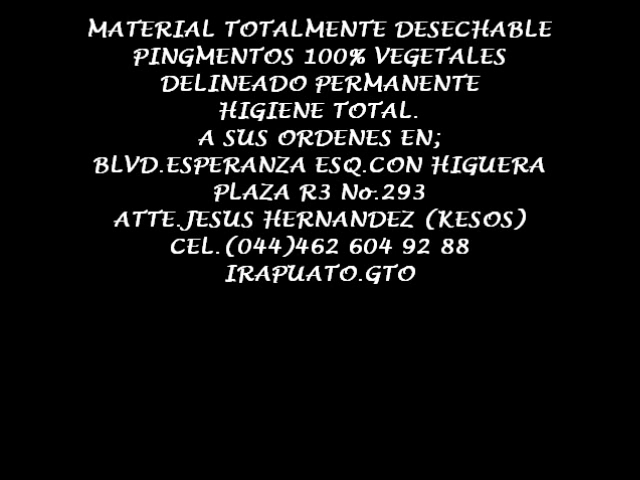 MATERIAL TOTALMENTE DESECHABLE
PINGMENTOS 100% VEGETALES
DELINEADO PERMANENTE
HIGIENE TOTAL.
A SUS ORDENES EN;
BLVD.ESPERANZA ESQ.CON HIGUERA
PLAZA R3 No.293
ATTE.JESUS HERNANDEZ (KESOS)
CEL.(044)462 604 92 88
IRAPUATO.GTO